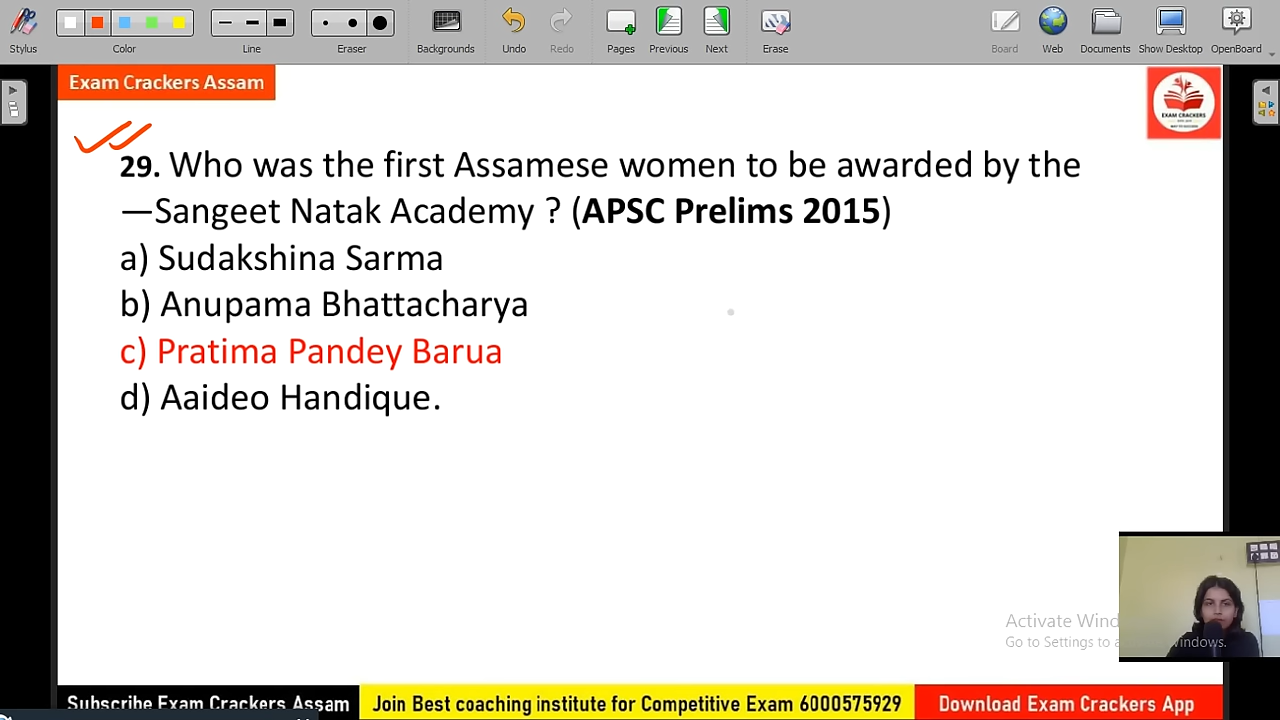 Stylus
Color
Line
Eraser
Backgrounds
Undo
Redo
Pages
Previous
Next
Erase
Board
Web
Documents
Show Desktop
OpenBoard
Exam Crackers Assam
EXAM CRACKERS
29. Who was the first Assamese women to be awarded by the
—Sangeet Natak Academy ? (APSC Prelims 2015)
a) Sudakshina Sarma
b) Anupama Bhattacharya
c) Pratima Pandey Barua
d) Aaideo Handique.
Activate Wind
Go to Settings to a indows.
Subscribe Exam Crackers Assam
Join Best coaching institute for Competitive Exam 6000575929
Download Exam Crackers App